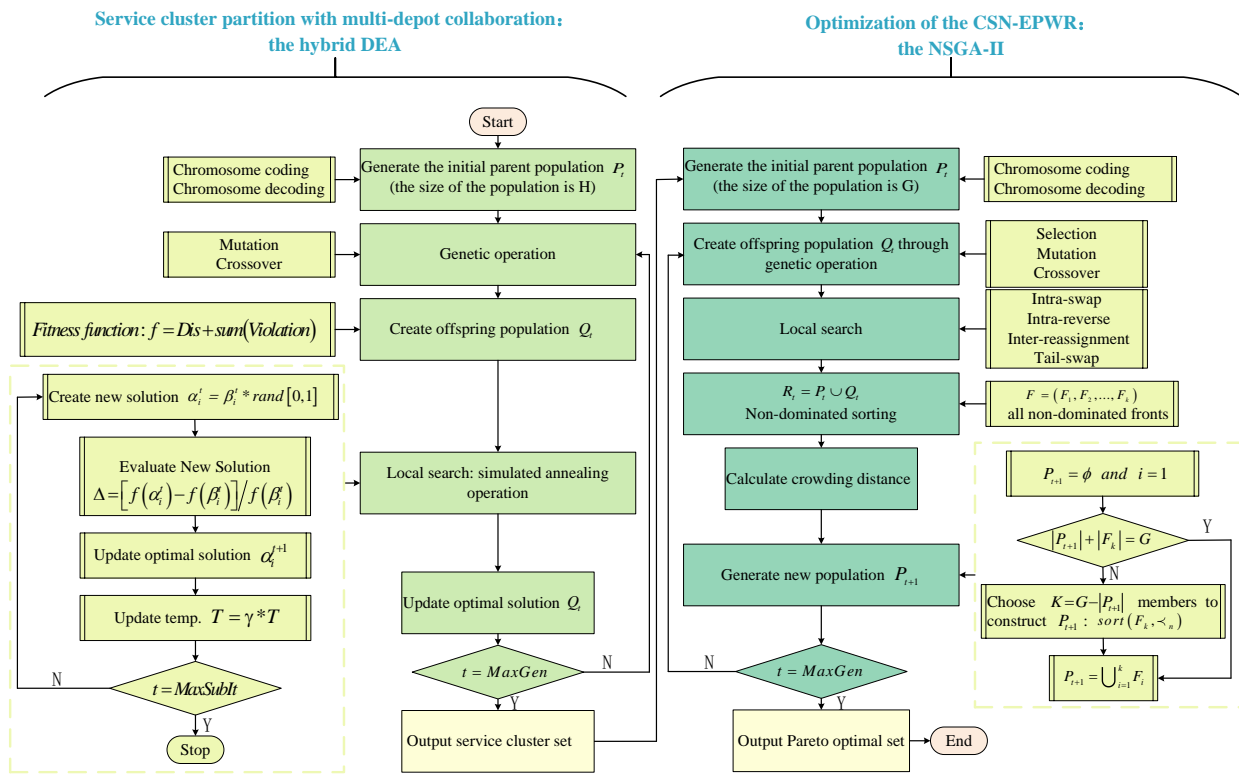 Service cluster partition with multi-depot collaboration:
the hybrid DEA
Start
Chromosome coding
Chromosome decoding
Generate the initial parent population P_t
(the size of the population is H)
Mutation
Crossover
Genetic operation
Fitness function: f = Dis+sum(Violation)
Create offspring population Q_t
Create new solution α_i^t = β_i^t * rand[0,1]
Evaluate New Solution
Δ=[f(α_i^t)−f(β_i^t)]/f(β_i^t)
Update optimal solution α_i^{t+1}
Update temp. T=γ*T
N
t=MaxSubIt
Y
Stop
Local search: simulated annealing
operation
Update optimal solution Q_t
t=MaxGen
N
Y
Output service cluster set
Optimization of the CSN-EPWR:
the NSGA-II
Generate the initial parent population P_t
(the size of the population is G)
Chromosome coding
Chromosome decoding
Create offspring population Q_t through
genetic operation
Selection
Mutation
Crossover
Local search
Intra-swap
Intra-reverse
Inter-reassignment
Tail-swap
R_t = P_t ∪ Q_t
Non-dominated sorting
F = (F_1, F_2, ..., F_k)
all non-dominated fronts
Calculate crowding distance
P_{t+1}=ϕ and i=1
|P_{t+1}|+|F_k|=G
Y
N
Choose K=G−|P_{t+1}| members to
construct P_{t+1}: sort(F_k,≺_n)
P_{t+1}=⋃_{i=1}^k F_i
Generate new population P_{t+1}
N
t=MaxGen
Y
Output Pareto optimal set
End